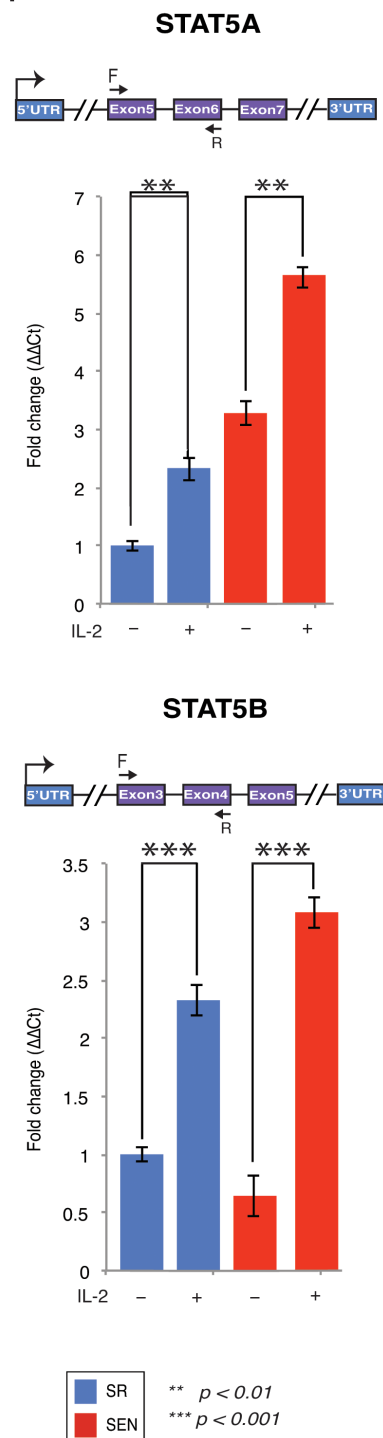 STAT5A
F
5'UTR Exon5 Exon6 Exon7 3'UTR
R
** **
7
6
5
4
3
2
1
0
Fold change (ΔΔCt)
IL-2 − + − +
STAT5B
F
5'UTR Exon3 Exon4 Exon5 3'UTR
R
*** ***
3.5
3
2.5
2
1.5
1
0.5
0
Fold change (ΔΔCt)
IL-2 − + − +
SR ** p < 0.01
SEN *** p < 0.001